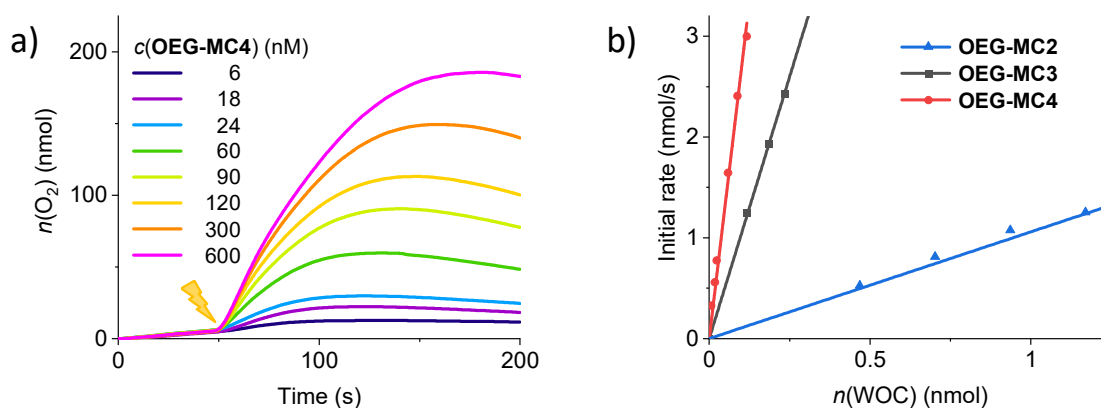 a)
c(OEG-MC4) (nM)
6
18
24
60
90
120
300
600
200
100
0
n(O2) (nmol)
0
100
200
Time (s)
b)
OEG-MC2
OEG-MC3
OEG-MC4
3
2
1
0
Initial rate (nmol/s)
0
0.5
1
n(WOC) (nmol)